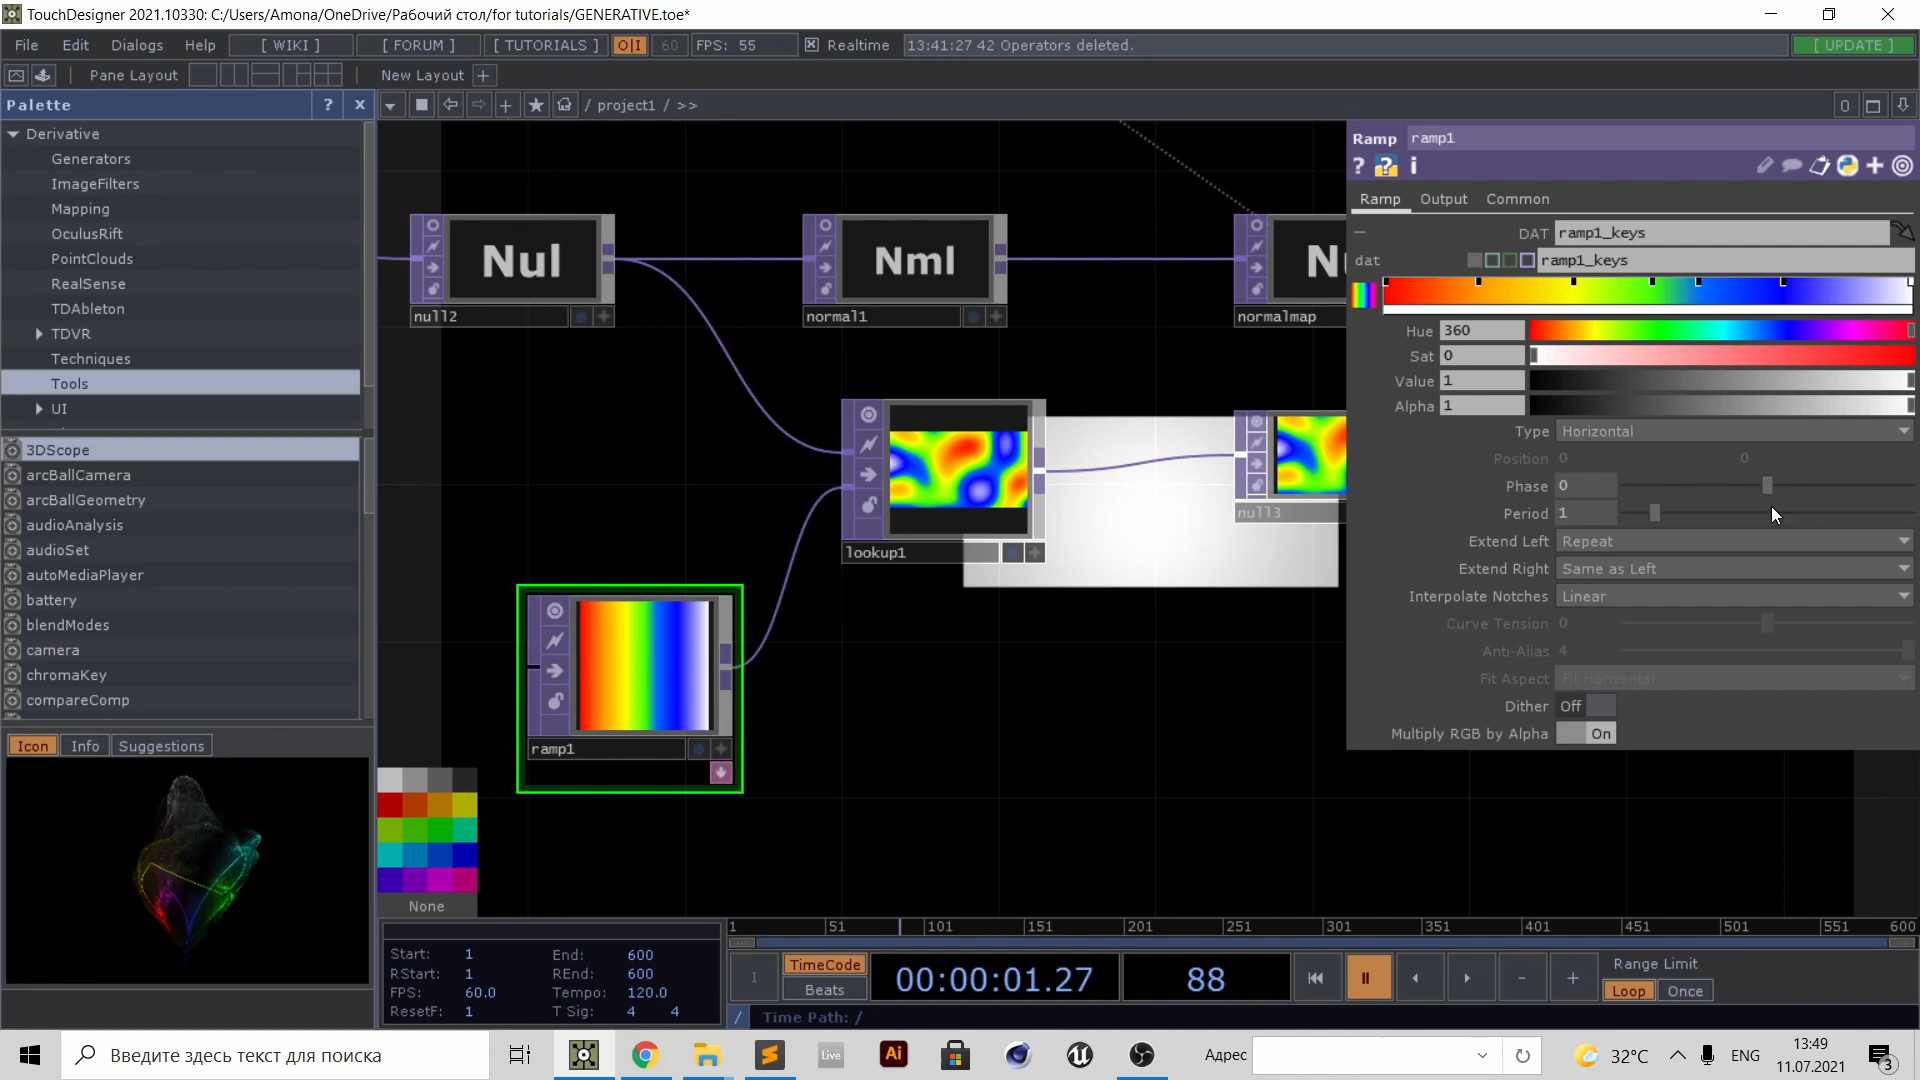 TouchDesigner 2021.10330: C:/Users/Amona/OneDrive/Рабочий стол/for tutorials/GENERATIVE.toe*
File Edit Dialogs Help [ WIKI ] [ FORUM ] [ TUTORIALS ] O|I 60 FPS: 55 Realtime 13:41:27 42 Operators deleted. [ UPDATE ]
Pane Layout New Layout +
Palette ? x / project1 / >> 0
Derivative
Generators
ImageFilters
Mapping
OculusRift
PointClouds
RealSense
TDAbleton
TDVR
Techniques
Tools
UI
3DScope
arcBallCamera
arcBallGeometry
audioAnalysis
audioSet
autoMediaPlayer
battery
blendModes
camera
chromaKey
compareComp
Icon Info Suggestions
Nul
null2
Nml
normal1
N
normalmap
lookup1
null3
ramp1
None
Ramp ramp1
? ? i
Ramp Output Common
DAT ramp1_keys
dat ramp1_keys
Hue 360
Sat 0
Value 1
Alpha 1
Type Horizontal
Position 0 0
Phase 0
Period 1
Extend Left Repeat
Extend Right Same as Left
Interpolate Notches Linear
Curve Tension 0
Anti-Alias 4
Fit Aspect Fit Horizontal
Dither Off
Multiply RGB by Alpha On
1 51 101 151 201 251 301 351 401 451 501 551 600
Start: 1 End: 600
RStart: 1 REnd: 600
FPS: 60.0 Tempo: 120.0
ResetF: 1 T Sig: 4 4
I TimeCode
Beats
00:00:01.27 88
- +
Range Limit
Loop Once
/ Time Path: /
Введите здесь текст для поиска
Live Ai
Адрес
32°C ENG
13:49
11.07.2021
3